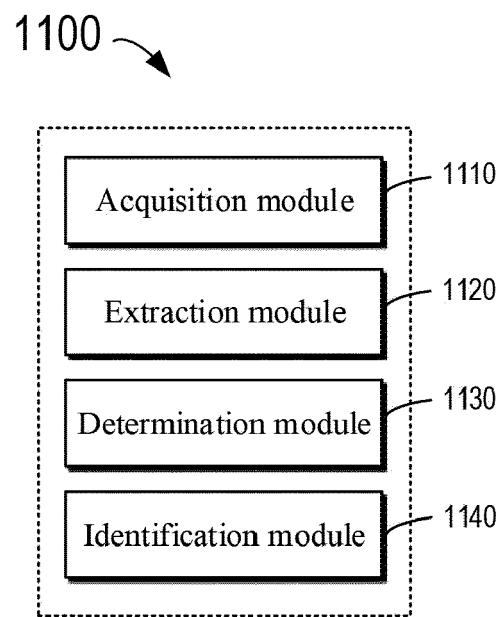 1100
Acquisition module
1110
Extraction module
1120
Determination module
1130
Identification module
1140